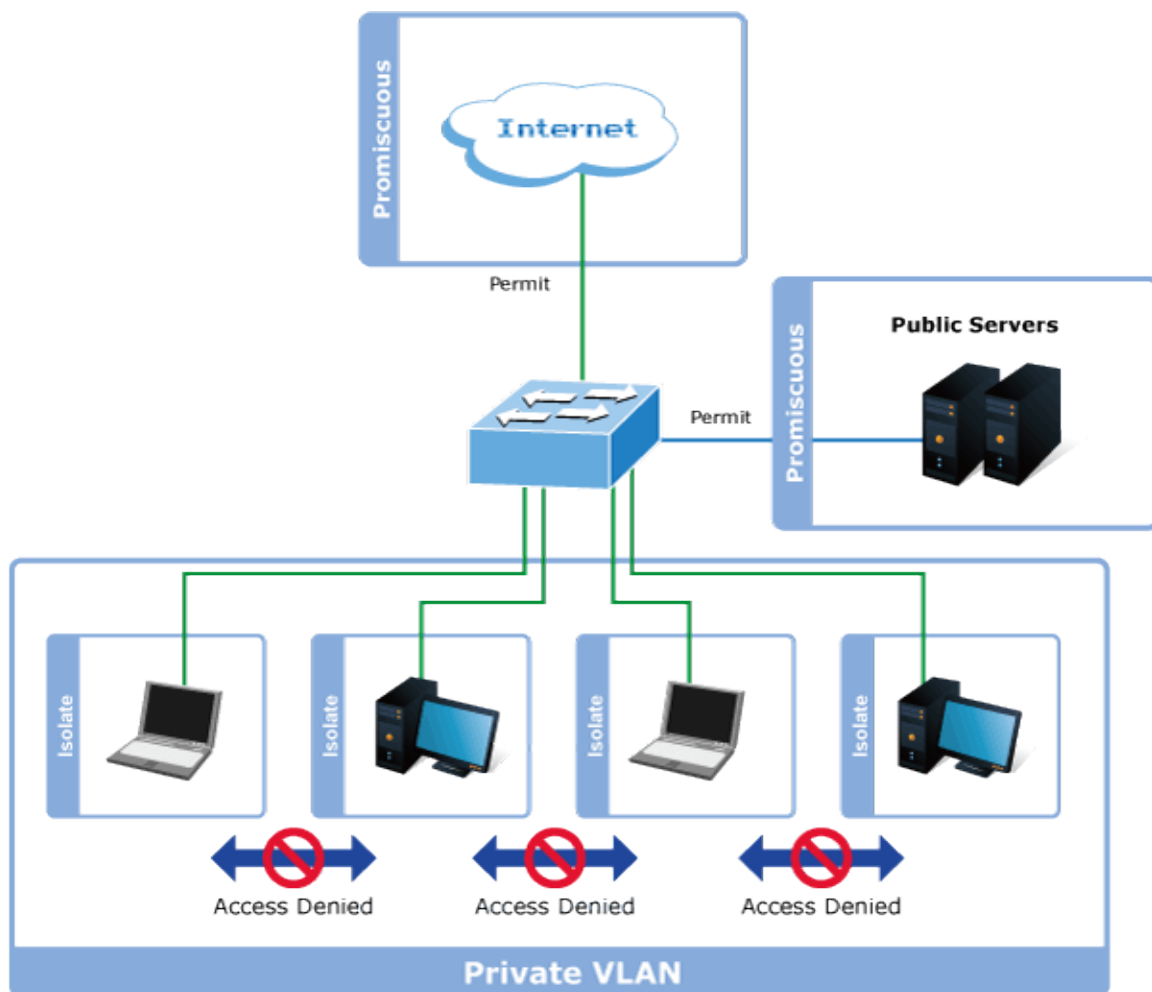 Promiscuous
Internet
Permit
Promiscuous
Public Servers
Permit
Isolate
Isolate
Isolate
Isolate
Access Denied
Access Denied
Access Denied
Private VLAN